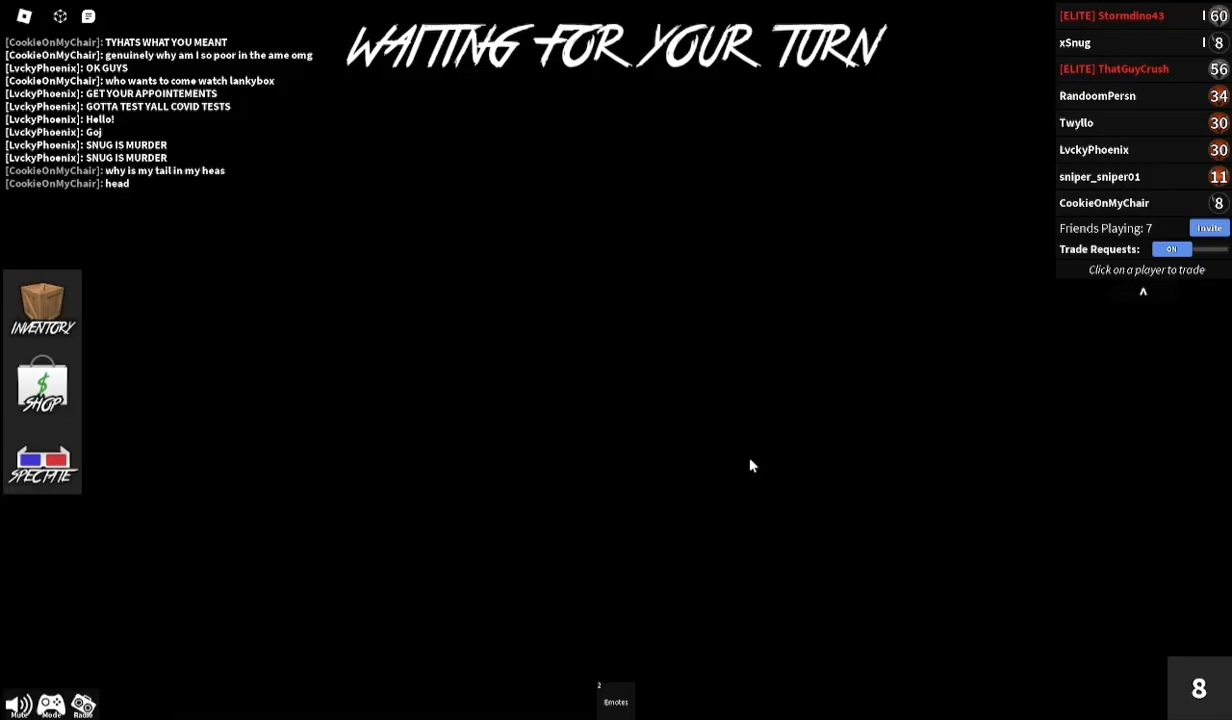 WAITING FOR YOUR TURN
[CookieOnMyChair]: TYHATS WHAT YOU MEANT
[CookieOnMyChair]: genuinely why am I so poor in the ame omg
[LvckyPhoenix]: OK GUYS
[CookieOnMyChair]: who wants to come watch lankybox
[LvckyPhoenix]: GET YOUR APPOINTEMENTS
[LvckyPhoenix]: GOTTA TEST YALL COVID TESTS
[LvckyPhoenix]: Hello!
[LvckyPhoenix]: Goj
[LvckyPhoenix]: SNUG IS MURDER
[LvckyPhoenix]: SNUG IS MURDER
[CookieOnMyChair]: why is my tail in my heas
[CookieOnMyChair]: head
[ELITE] Stormdino43 I 60
xSnug I 8
[ELITE] ThatGuyCrush 56
RandoomPersn 34
Twyllo 30
LvckyPhoenix 30
sniper_sniper01 11
CookieOnMyChair 8
Friends Playing: 7 Invite
Trade Requests: ON
Click on a player to trade
INVENTORY
$
SHOP
SPECTATE
Mute Mode Radio
2
Emotes
8